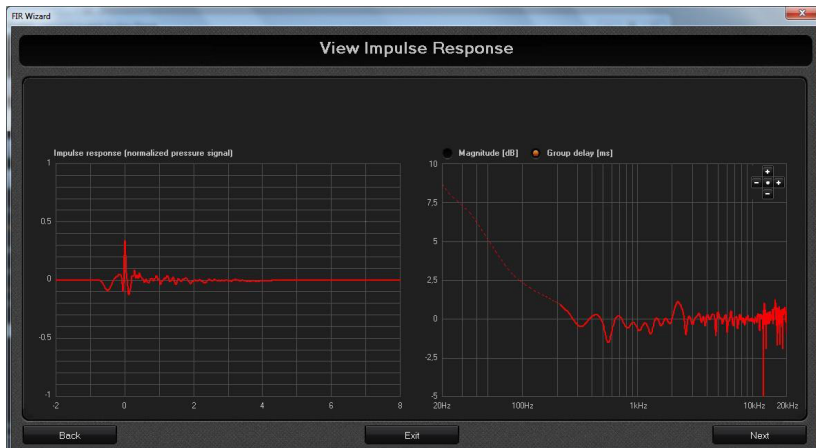 FIR Wizard
View Impulse Response
Impulse response (normalized pressure signal)
1
0.5
0
-0.5
-1
-2 0 2 4 6 8
Magnitude [dB] Group delay [ms]
10
7.5
5
2.5
0
-2.5
-5
20Hz 100Hz 1kHz 10kHz 20kHz
Back Exit Next